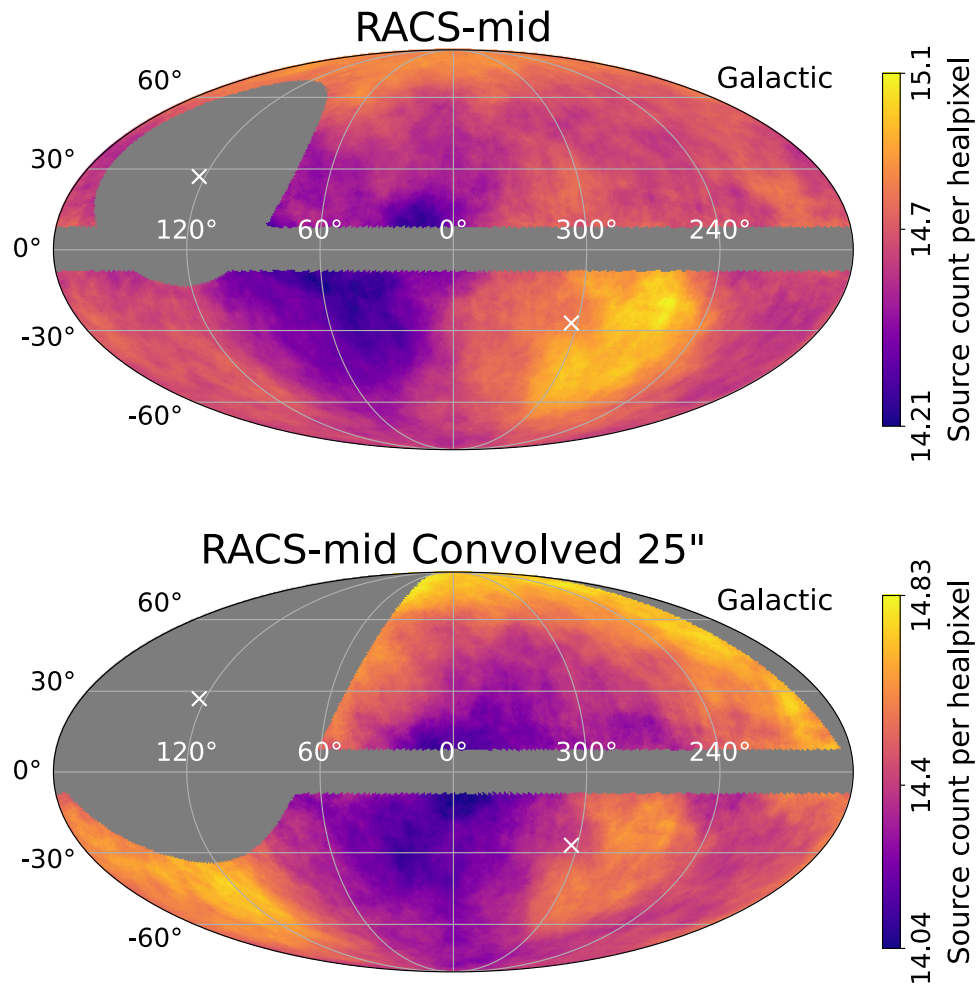 RACS-mid
Galactic
60°
30°
0°
-30°
-60°
120° 60° 0° 300° 240°
15.1
14.7
14.21
Source count per healpixel
RACS-mid Convolved 25"
Galactic
60°
30°
0°
-30°
-60°
120° 60° 0° 300° 240°
14.83
14.4
14.04
Source count per healpixel